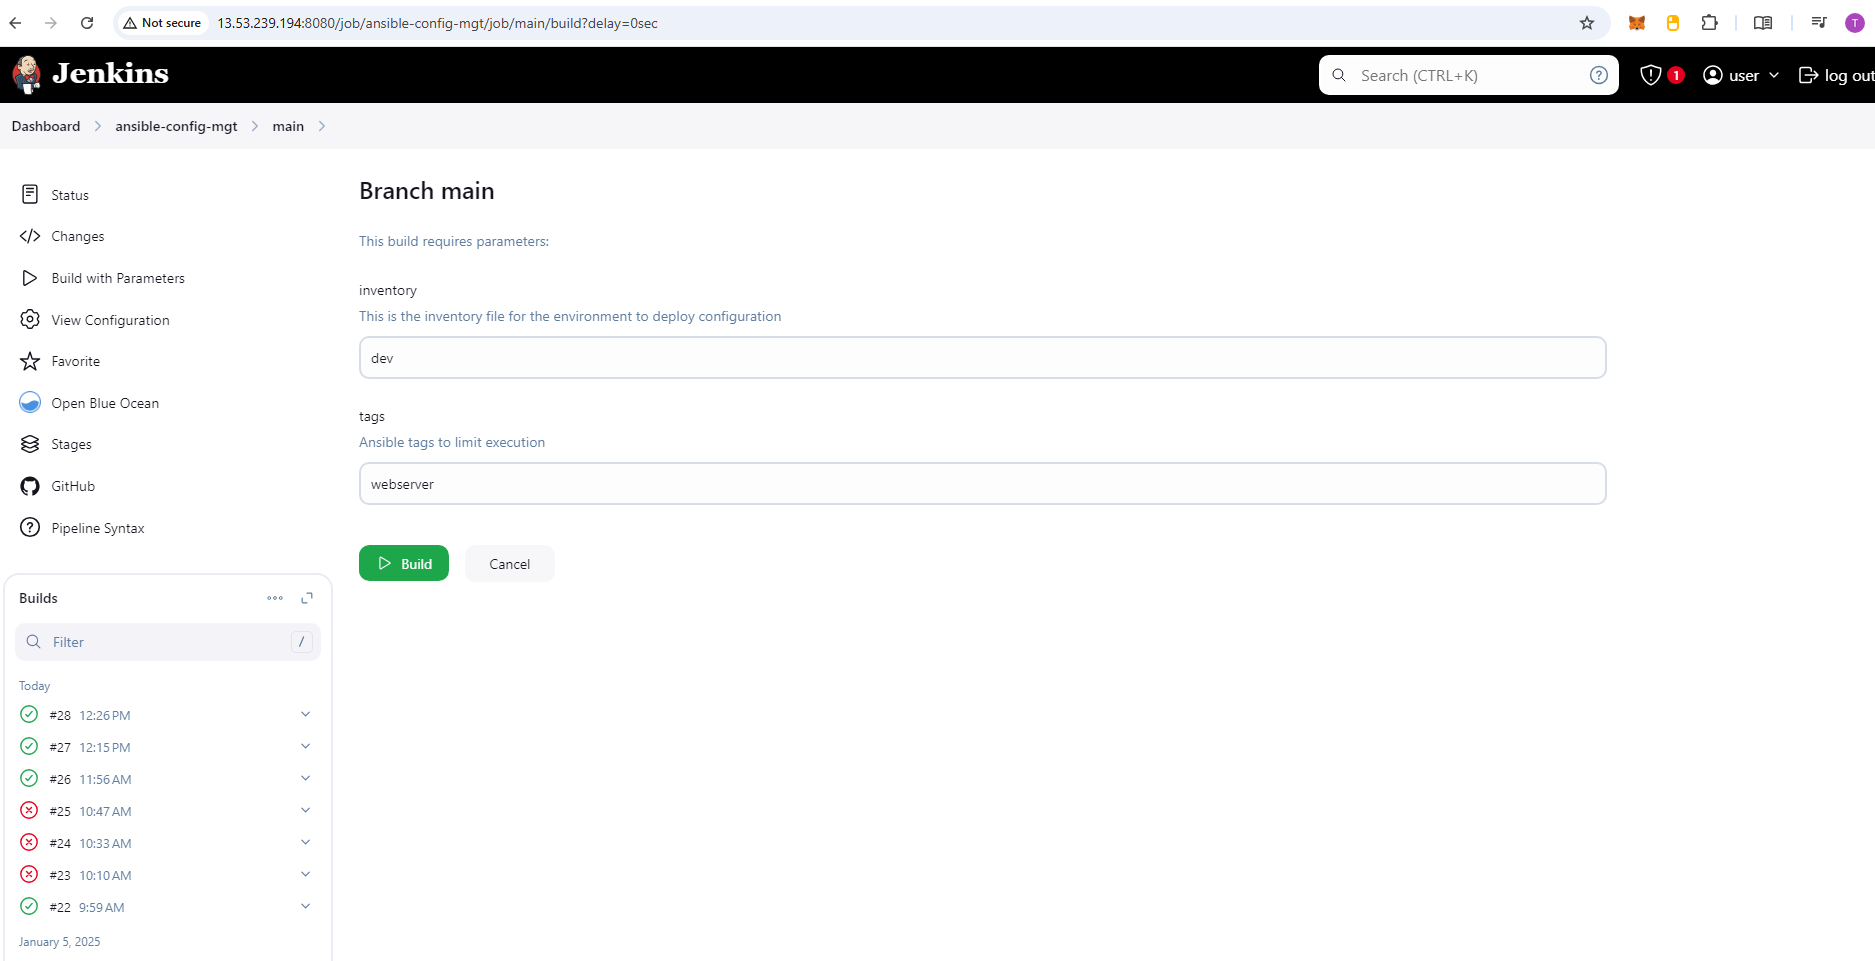 Not secure 13.53.239.194:8080/job/ansible-config-mgt/job/main/build?delay=0sec T
Jenkins Search (CTRL+K) ? 1 user log out
Dashboard ansible-config-mgt main
Status
Changes
Build with Parameters
View Configuration
Favorite
Open Blue Ocean
Stages
GitHub
Pipeline Syntax
Branch main
This build requires parameters:
inventory
This is the inventory file for the environment to deploy configuration
dev
tags
Ansible tags to limit execution
webserver
Build Cancel
Builds
Filter /
Today
#28 12:26 PM
#27 12:15 PM
#26 11:56 AM
#25 10:47 AM
#24 10:33 AM
#23 10:10 AM
#22 9:59 AM
January 5, 2025